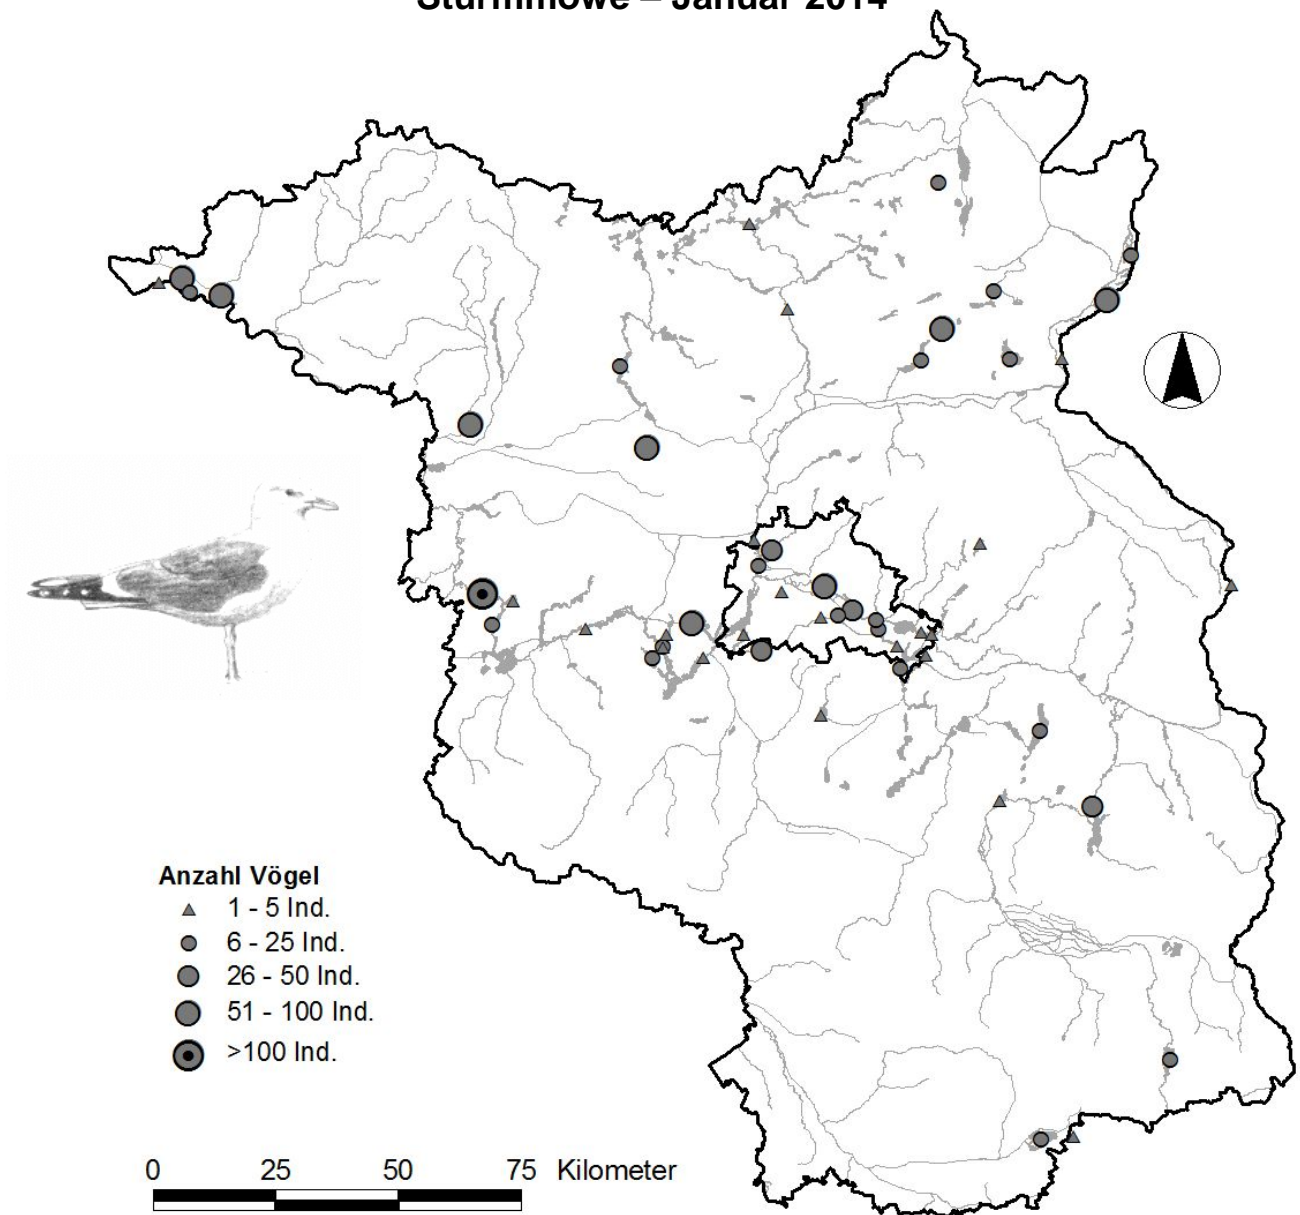 Sturmmöwe – Januar 2014
Anzahl Vögel
1 - 5 Ind.
6 - 25 Ind.
26 - 50 Ind.
51 - 100 Ind.
>100 Ind.
0 25 50 75 Kilometer